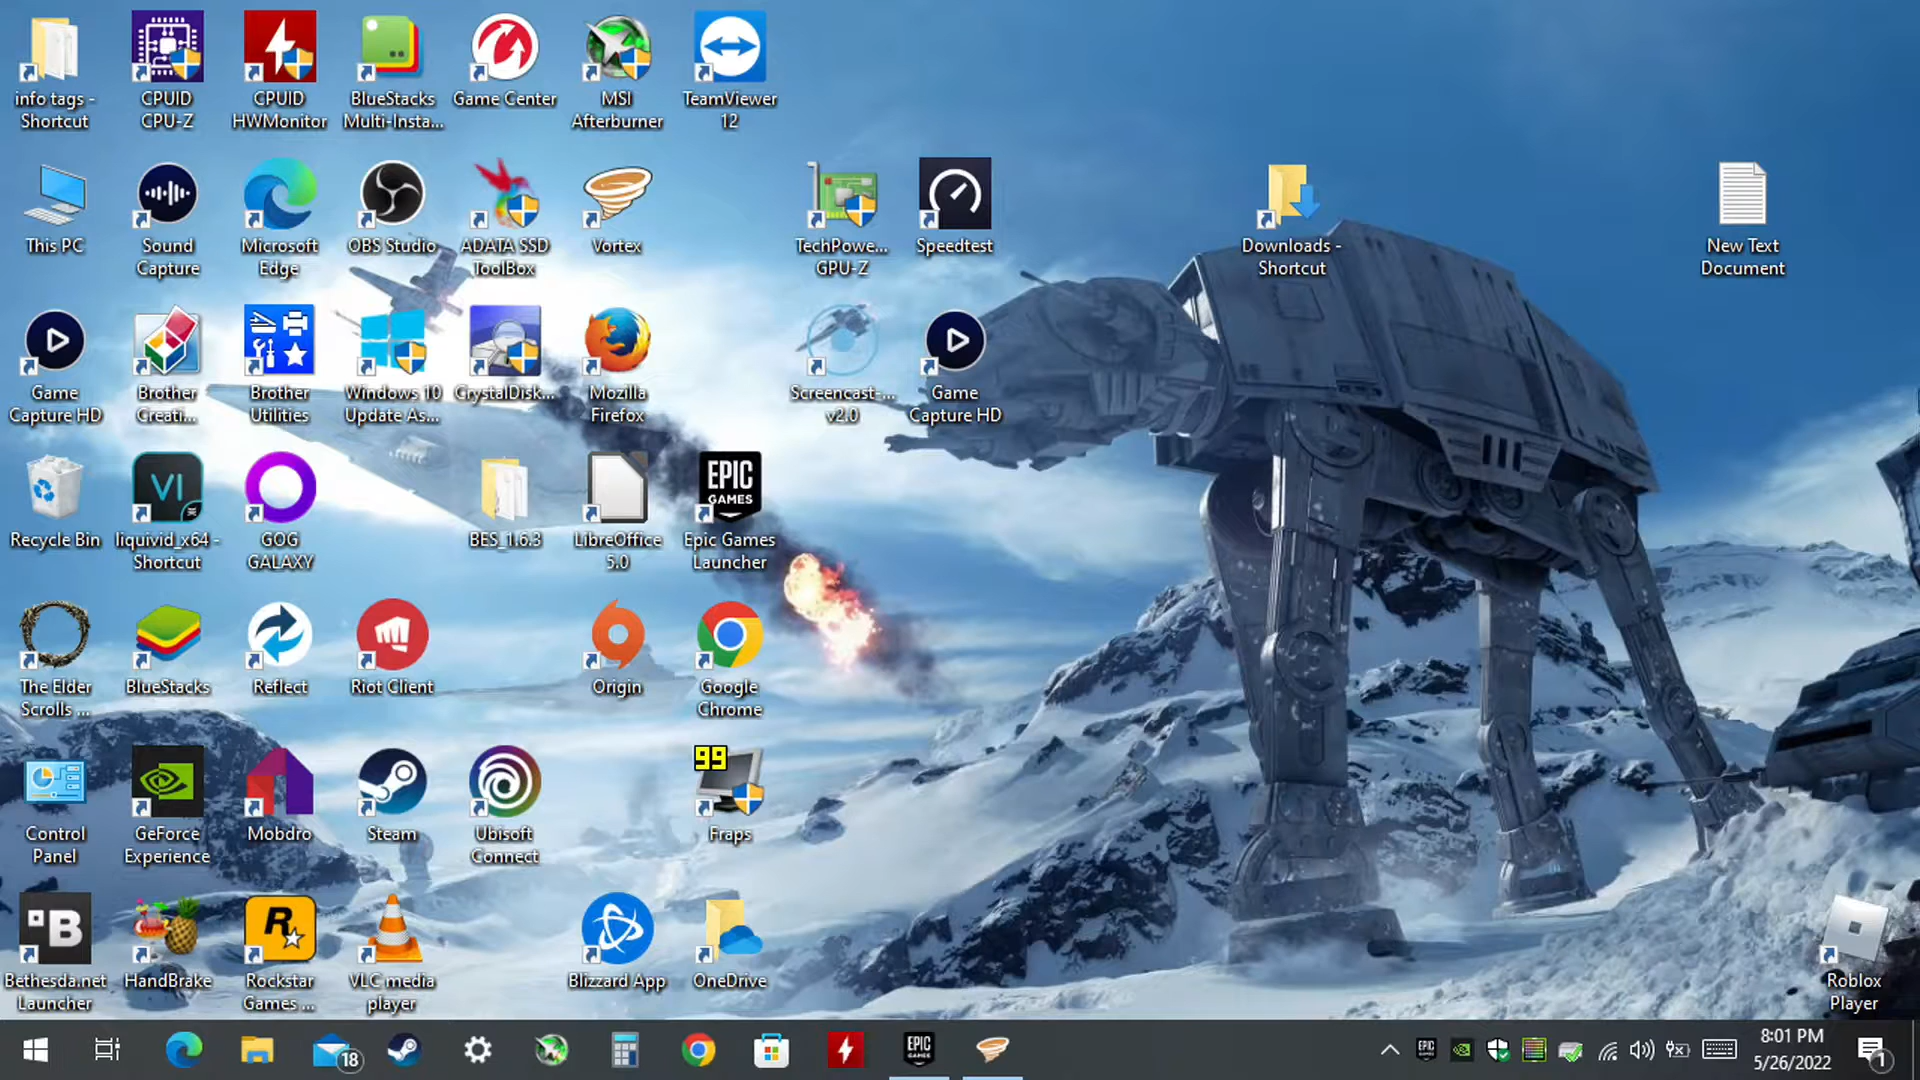 info tags -
Shortcut
CPUID
CPU-Z
CPUID
HWMonitor
BlueStacks
Multi-Insta...
Game Center
MSI
Afterburner
TeamViewer
12
This PC
Sound
Capture
Microsoft
Edge
OBS Studio
ADATA SSD
ToolBox
Vortex
TechPowe...
GPU-Z
Speedtest
Downloads -
Shortcut
New Text
Document
Game
Capture HD
Brother
Creati...
Brother
Utilities
Windows 10
Update As...
CrystalDisk...
Mozilla
Firefox
Screencast-...
v2.0
Game
Capture HD
VI
EPIC
GAMES
Recycle Bin
liquivid_x64 -
Shortcut
GOG
GALAXY
BES_1.6.3
LibreOffice
5.0
Epic Games
Launcher
The Elder
Scrolls ...
BlueStacks
Reflect
Riot Client
Origin
Google
Chrome
99
Control
Panel
GeForce
Experience
Mobdro
Steam
Ubisoft
Connect
Fraps
B
R
Bethesda.net
Launcher
HandBrake
Rockstar
Games ...
VLC media
player
Blizzard App
OneDrive
Roblox
Player
18
EPIC
GAMES
EPIC
8:01 PM
5/26/2022
1